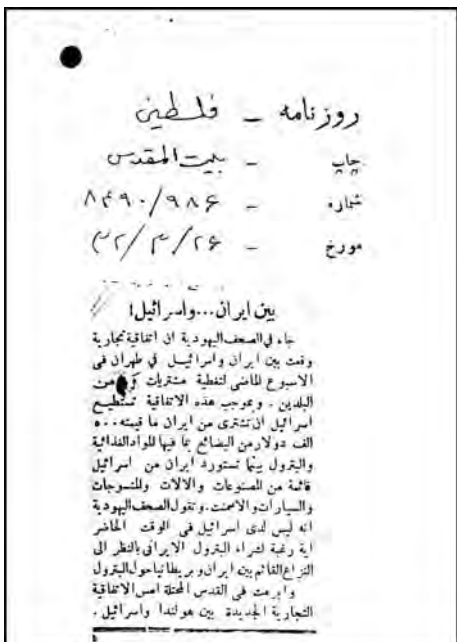 روزنامه - فلسطین
چاپ - بیت المقدس
شماره - ۸۴۹۰/۹۸۶
مورخ - ۳۲/۳/۲۶
بين ايران...واسرائيل!
جاء في الصحف اليهودية ان اتفاقية تجارية
وقعت بين ايران واسرائيل في طهران في
الاسبوع الماضي لتغطية مشتريات من
البلدين . وبموجب هذه الاتفاقية تستطيع
اسرائيل ان تشترى من ايران ما قيمته
الف دولار من البضائع بما فيها المواد الغذائية
والبترول بينما تستورد ايران من اسرائيل
قائمة من المصنوعات والالات والمنسوجات
والسيارات والاسمنت. وتقول الصحف اليهودية
انه ليس لدى اسرائيل في الوقت الحاضر
اية رغبة لشراء البترول الايراني بالنظر الى
النزاع القائم بين ايران وبريطانيا حول البترول
وابرمت في القدس المحتلة امس الاتفاقية
التجارية الجديدة بين هولندا واسرائيل .